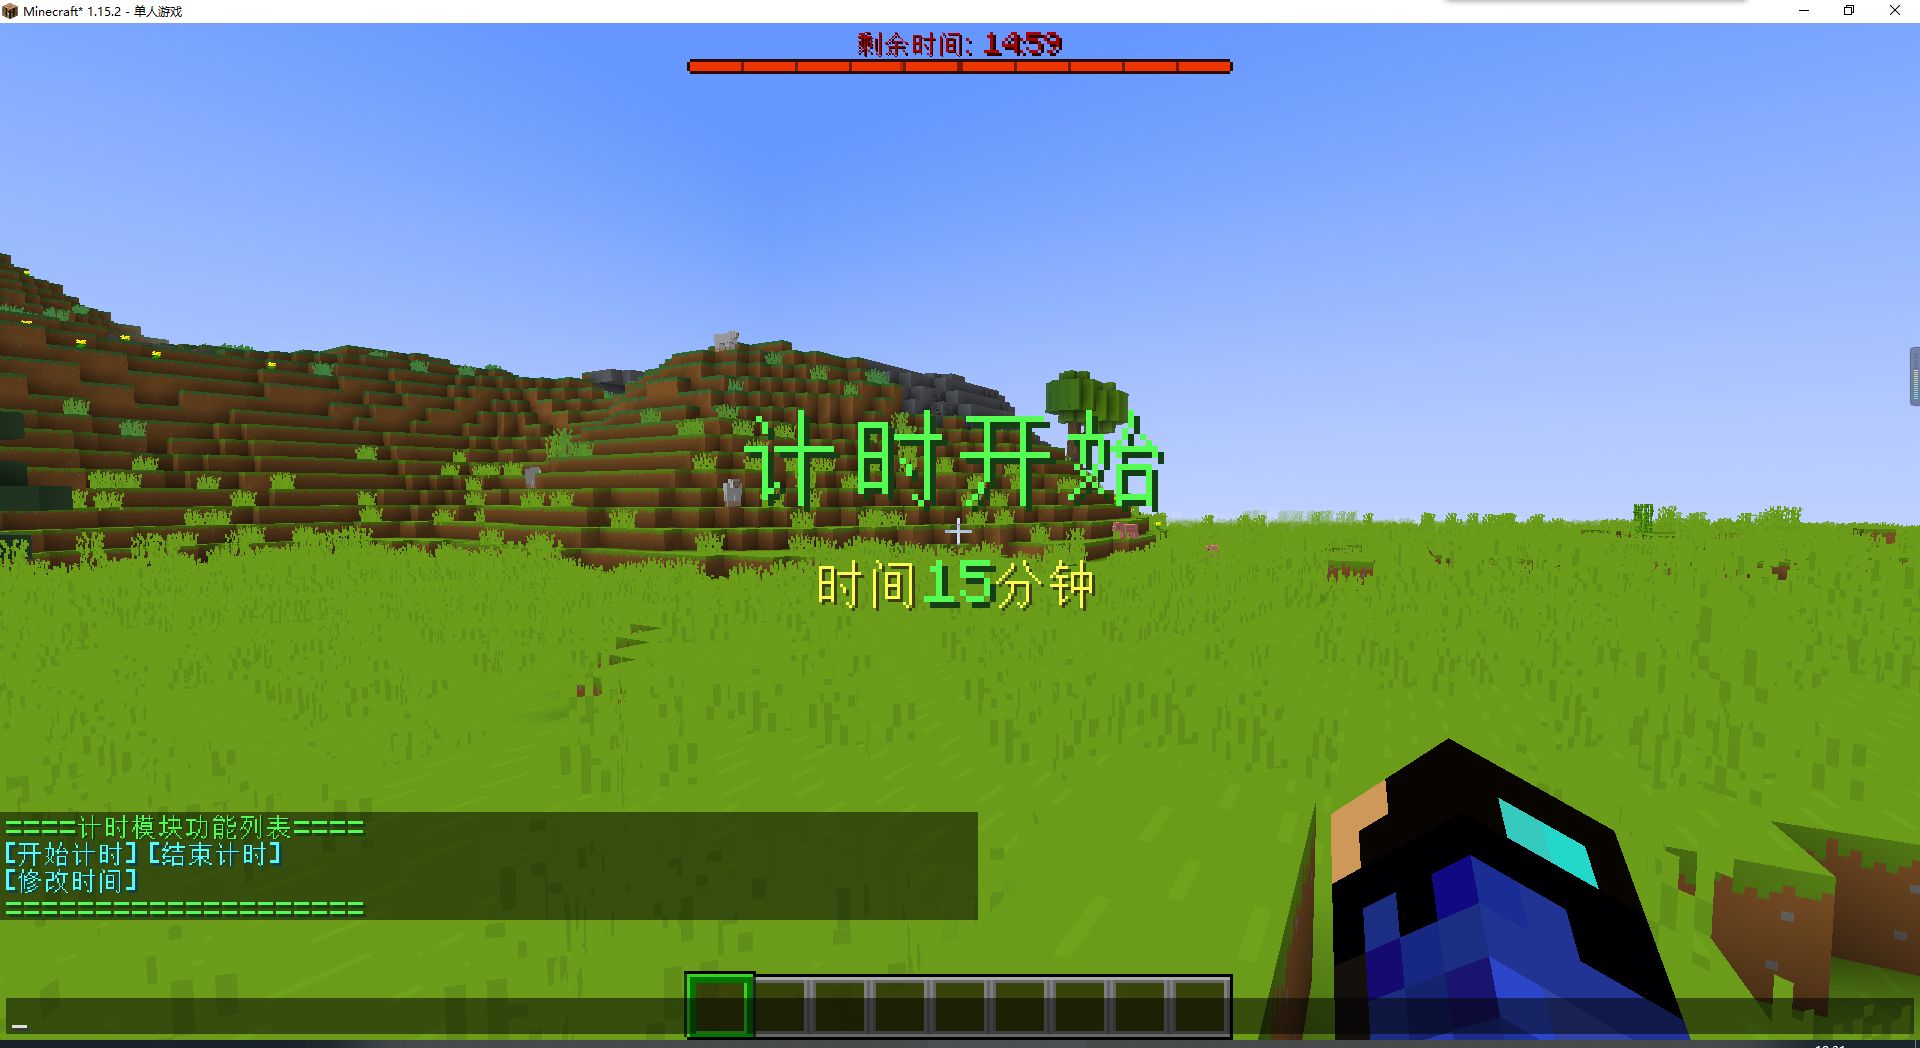 Minecraft* 1.15.2 - 单人游戏
剩余时间: 14:59
计时开始
时间15分钟
====计时模块功能列表====
[开始计时] [结束计时]
[修改时间]
====================